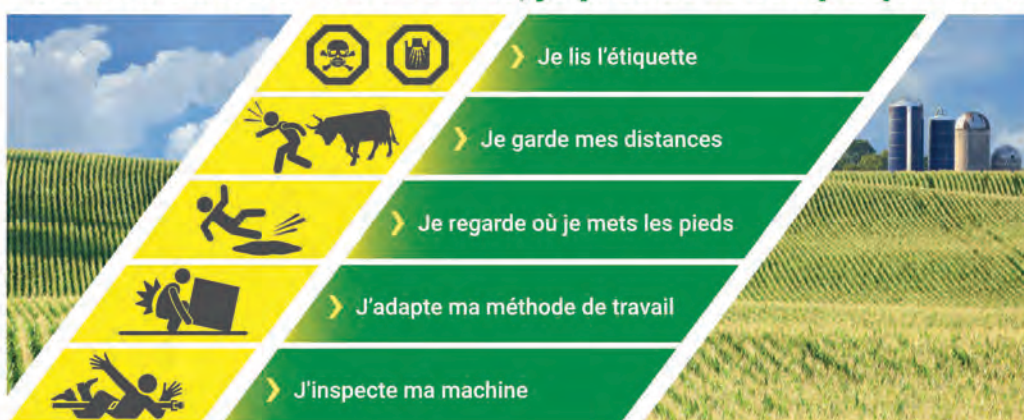 Je lis l'étiquette
Je garde mes distances
Je regarde où je mets les pieds
J'adapte ma méthode de travail
J'inspecte ma machine